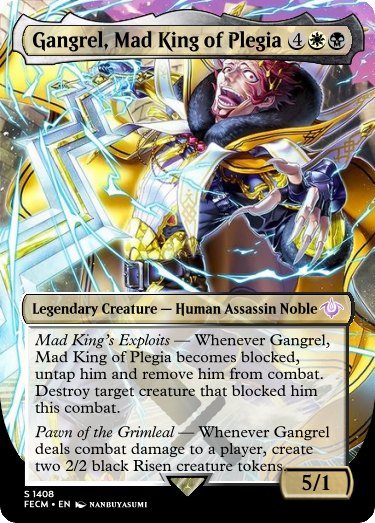 Gangrel, Mad King of Plegia 4
Legendary Creature — Human Assassin Noble
Mad King's Exploits — Whenever Gangrel,
Mad King of Plegia becomes blocked,
untap him and remove him from combat.
Destroy target creature that blocked him
this combat.
Pawn of the Grimleal — Whenever Gangrel
deals combat damage to a player, create
two 2/2 black Risen creature tokens.
5/1
S 1408
FECM • EN NANBUYASUMI